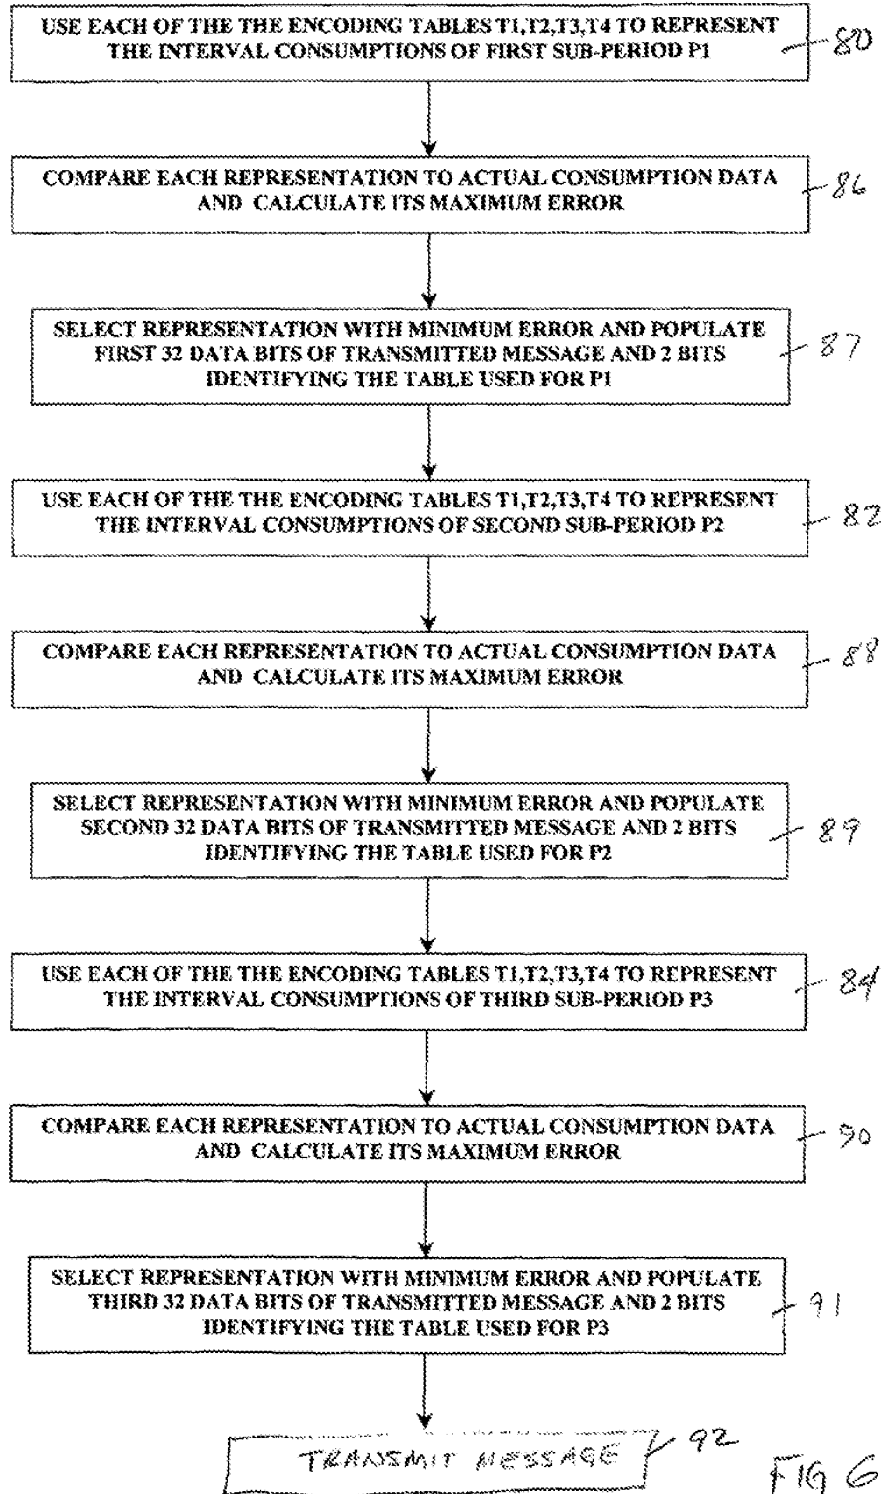 USE EACH OF THE THE ENCODING TABLES T1,T2,T3,T4 TO REPRESENT
THE INTERVAL CONSUMPTIONS OF FIRST SUB-PERIOD P1
80
COMPARE EACH REPRESENTATION TO ACTUAL CONSUMPTION DATA
AND CALCULATE ITS MAXIMUM ERROR
86
SELECT REPRESENTATION WITH MINIMUM ERROR AND POPULATE
FIRST 32 DATA BITS OF TRANSMITTED MESSAGE AND 2 BITS
IDENTIFYING THE TABLE USED FOR P1
87
USE EACH OF THE THE ENCODING TABLES T1,T2,T3,T4 TO REPRESENT
THE INTERVAL CONSUMPTIONS OF SECOND SUB-PERIOD P2
82
COMPARE EACH REPRESENTATION TO ACTUAL CONSUMPTION DATA
AND CALCULATE ITS MAXIMUM ERROR
88
SELECT REPRESENTATION WITH MINIMUM ERROR AND POPULATE
SECOND 32 DATA BITS OF TRANSMITTED MESSAGE AND 2 BITS
IDENTIFYING THE TABLE USED FOR P2
89
USE EACH OF THE THE ENCODING TABLES T1,T2,T3,T4 TO REPRESENT
THE INTERVAL CONSUMPTIONS OF THIRD SUB-PERIOD P3
84
COMPARE EACH REPRESENTATION TO ACTUAL CONSUMPTION DATA
AND CALCULATE ITS MAXIMUM ERROR
90
SELECT REPRESENTATION WITH MINIMUM ERROR AND POPULATE
THIRD 32 DATA BITS OF TRANSMITTED MESSAGE AND 2 BITS
IDENTIFYING THE TABLE USED FOR P3
91
TRANSMIT MESSAGE
92
FIG 6